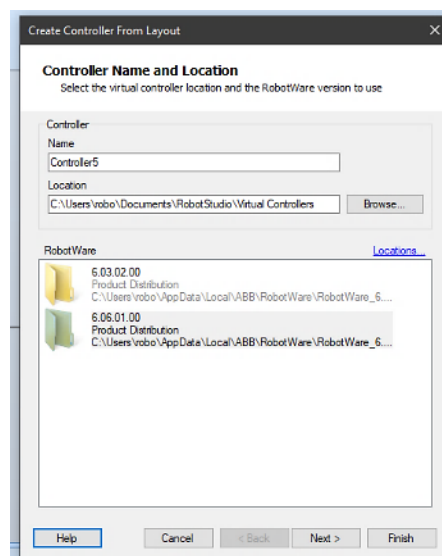 Create Controller From Layout
Controller Name and Location
Select the virtual controller location and the RobotWare version to use
Controller
Name
Controller5
Location
C:\Users\robo\Documents\RobotStudio\Virtual Controllers
Browse...
RobotWare
Locations...
6.03.02.00
Product Distribution
C:\Users\robo\AppData\Local\ABB\RobotWare\RobotWare_6....
6.06.01.00
Product Distribution
C:\Users\robo\AppData\Local\ABB\RobotWare\RobotWare_6....
Help
Cancel
< Back
Next >
Finish